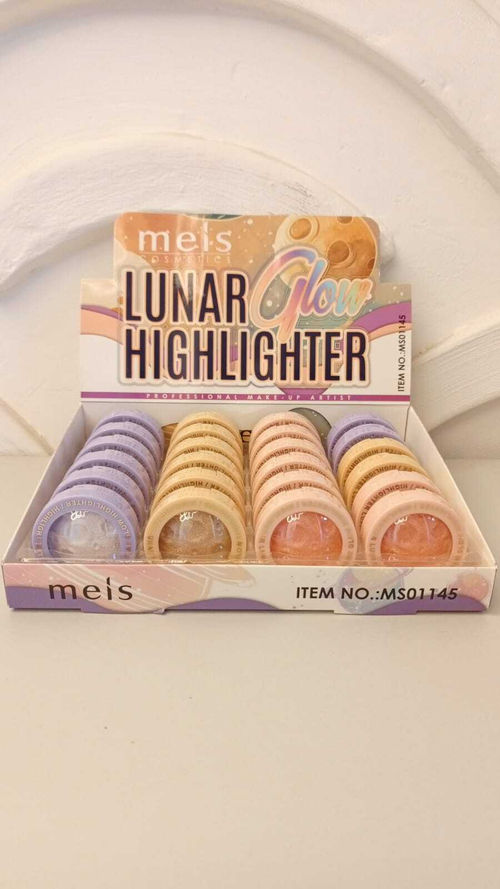 meis
COSMETICS
LUNAR Glow
HIGHLIGHTER
ITEM NO.:MS01145
PROFESSIONAL MAKE-UP ARTIST
meis
ITEM NO.:MS01145